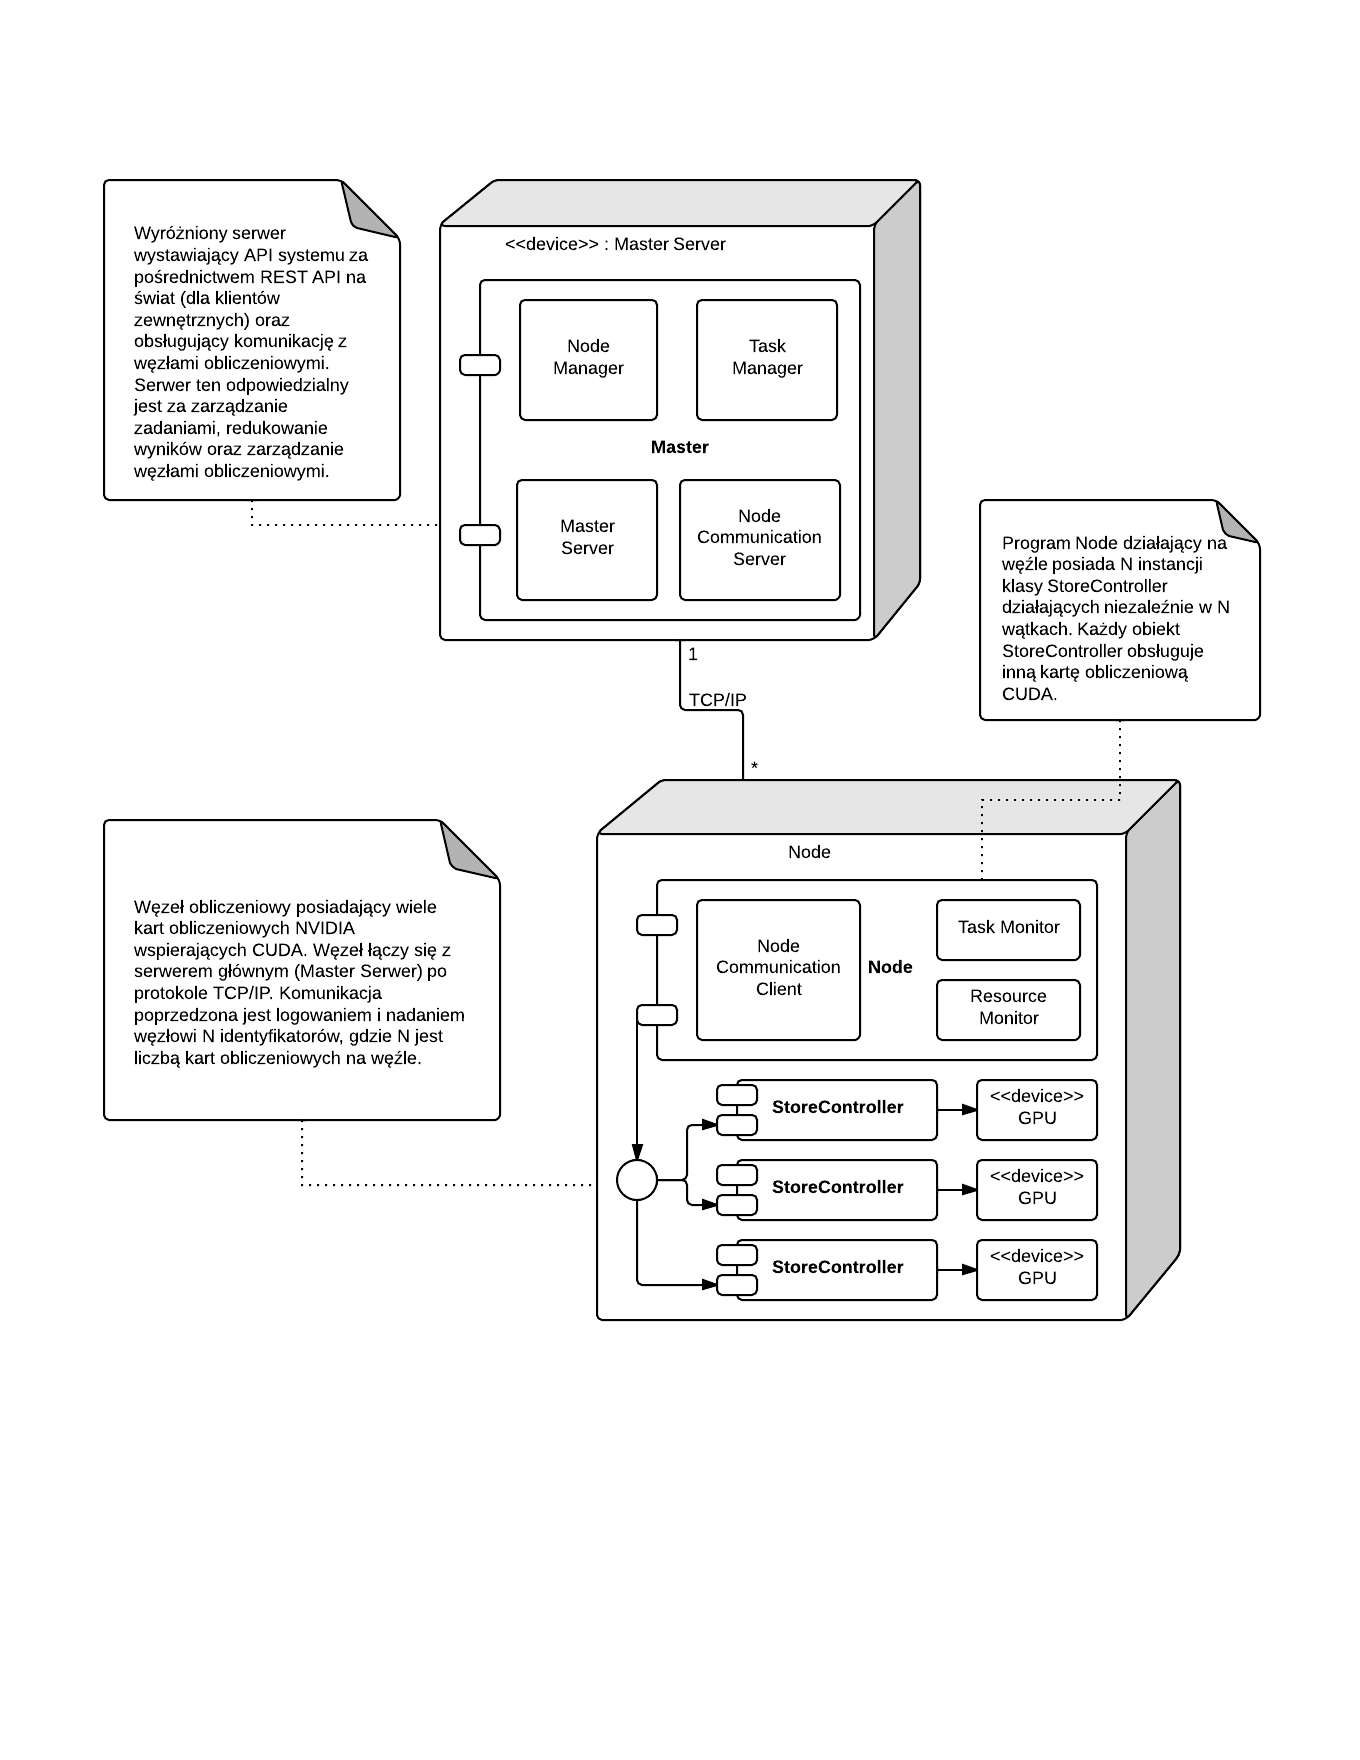 Wyróżniony serwer
wystawiający API systemu za
pośrednictwem REST API na
świat (dla klientów
zewnętrznych) oraz
obsługujący komunikację z
węzłami obliczeniowymi.
Serwer ten odpowiedzialny
jest za zarządzanie
zadaniami, redukowanie
wyników oraz zarządzanie
węzłami obliczeniowymi.
<<device>> : Master Server
Node
Manager
Task
Manager
Master
Master
Server
Node
Communication
Server
1
TCP/IP
*
Program Node działający na
węźle posiada N instancji
klasy StoreController
działających niezależnie w N
wątkach. Każdy obiekt
StoreController obsługuje
inną kartę obliczeniową
CUDA.
Węzeł obliczeniowy posiadający wiele
kart obliczeniowych NVIDIA
wspierających CUDA. Węzeł łączy się z
serwerem głównym (Master Serwer) po
protokole TCP/IP. Komunikacja
poprzedzona jest logowaniem i nadaniem
węzłowi N identyfikatorów, gdzie N jest
liczbą kart obliczeniowych na węźle.
Node
Node
Communication
Client
Node
Task Monitor
Resource
Monitor
StoreController
<<device>>
GPU
StoreController
<<device>>
GPU
StoreController
<<device>>
GPU